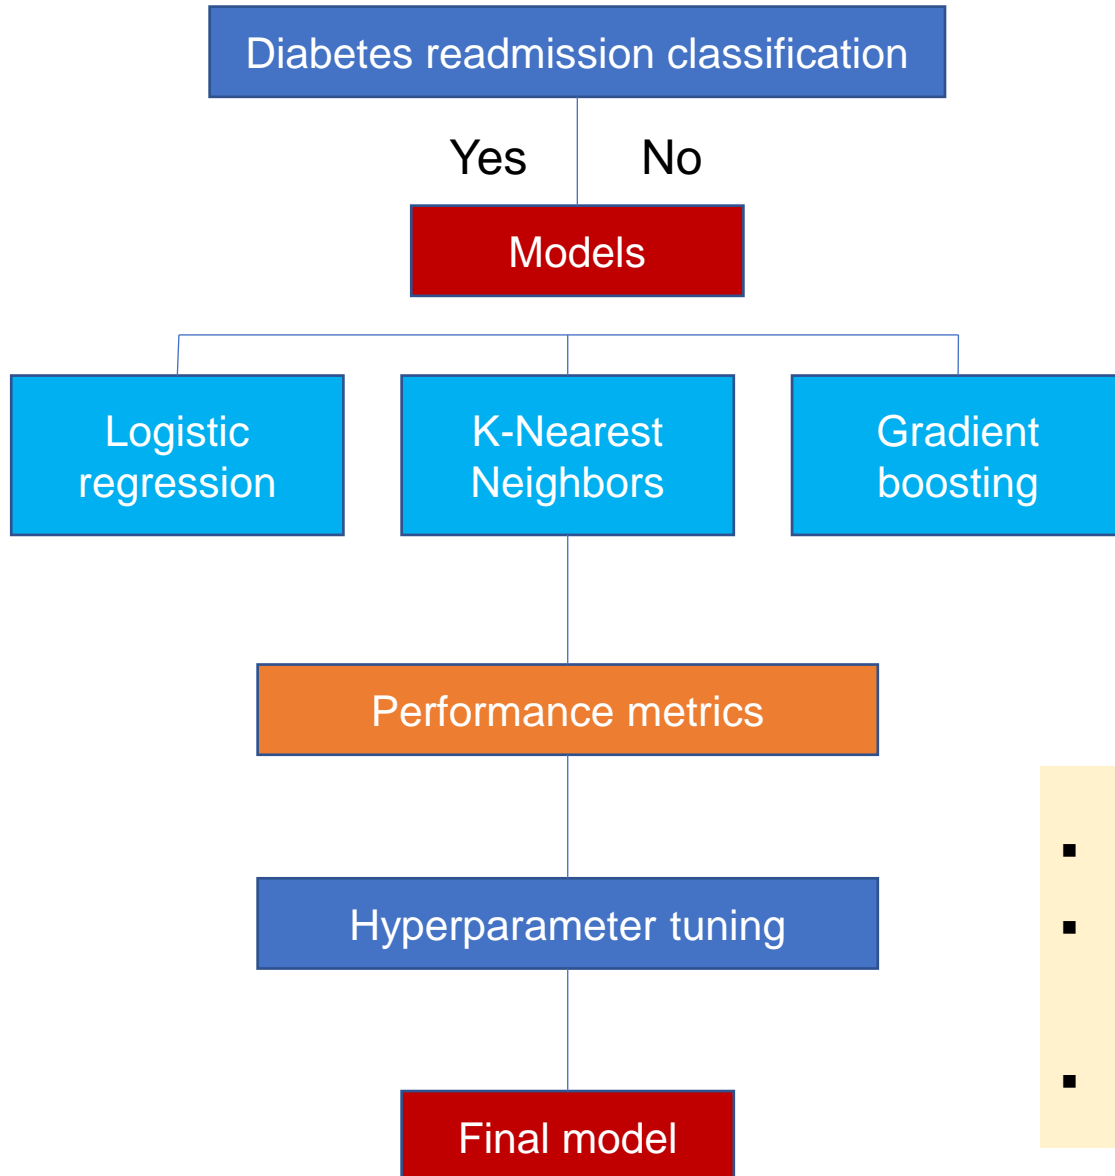 Diabetes readmission classification
Yes No
Models
Logistic
regression
K-Nearest
Neighbors
Gradient
boosting
Performance metrics
Hyperparameter tuning
Final model